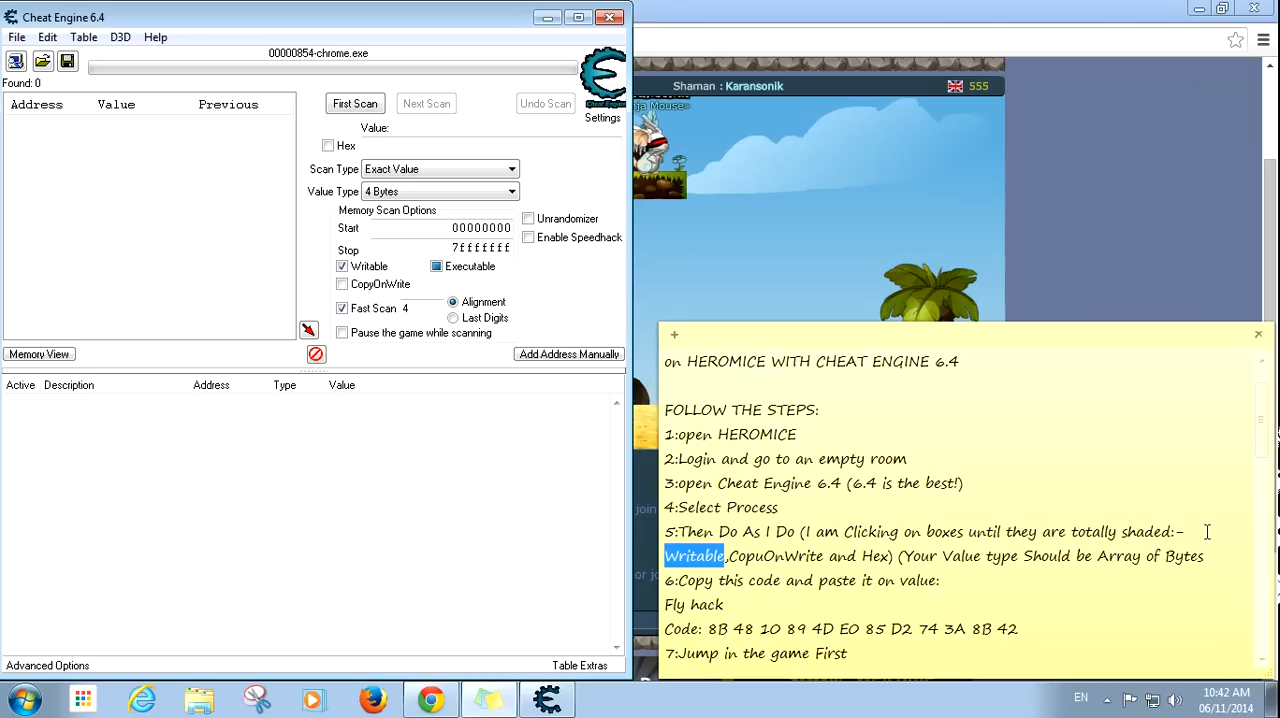 Cheat Engine 6.4
File Edit Table D3D Help
00000854-chrome.exe
Found: 0
Address Value Previous
First Scan Next Scan Undo Scan
Cheat Engine
Settings
Value:
Hex
Scan Type Exact Value
Value Type 4 Bytes
Memory Scan Options
Start 00000000
Stop 7fffffff
Unrandomizer
Enable Speedhack
Writable Executable
CopyOnWrite
Fast Scan 4 Alignment
Last Digits
Pause the game while scanning
Memory View Add Address Manually
Active Description Address Type Value
Advanced Options Table Extras
Shaman : Karansonik 555
Mouse»
on HEROMICE WITH CHEAT ENGINE 6.4
FOLLOW THE STEPS:
1:open HEROMICE
2:Login and go to an empty room
3:open Cheat Engine 6.4 (6.4 is the best!)
4:Select Process
5:Then Do As I Do (I am Clicking on boxes until they are totally shaded:-
Writable,CopuOnWrite and Hex) (Your Value type Should be Array of Bytes
6:Copy this code and paste it on value:
Fly hack
Code: 8B 48 10 89 4D E0 85 D2 74 3A 8B 42
7:Jump in the game First
join
EN 10:42 AM
06/11/2014